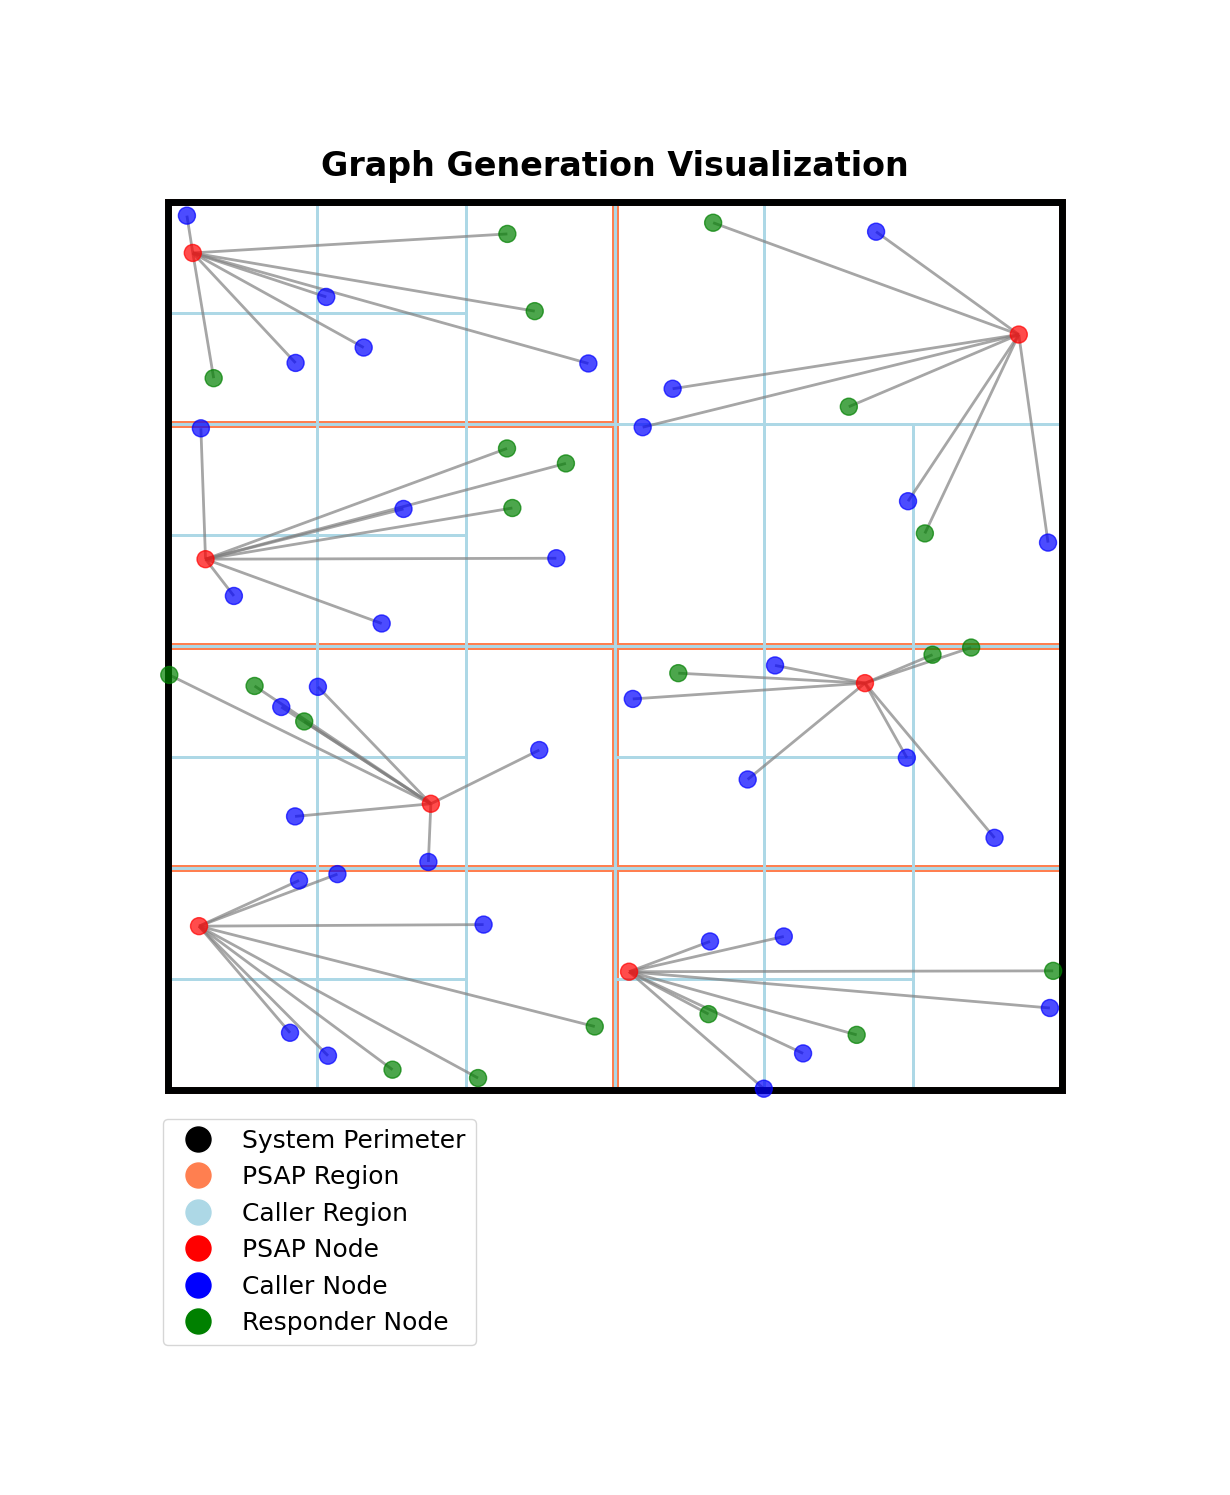 Graph Generation Visualization
System Perimeter
PSAP Region
Caller Region
PSAP Node
Caller Node
Responder Node